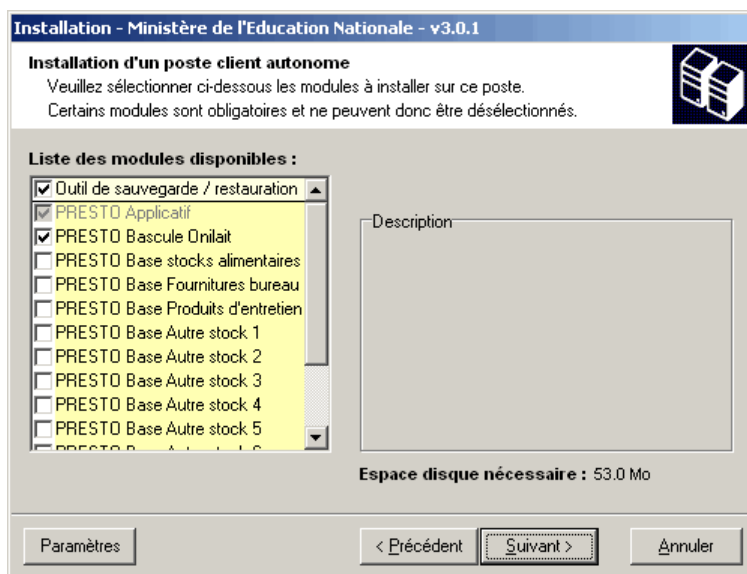 Installation - Ministère de l'Education Nationale - v3.0.1
Installation d'un poste client autonome
Veuillez sélectionner ci-dessous les modules à installer sur ce poste.
Certains modules sont obligatoires et ne peuvent donc être désélectionnés.
Liste des modules disponibles :
Outil de sauvegarde / restauration
PRESTO Applicatif
PRESTO Bascule Onilait
PRESTO Base stocks alimentaires
PRESTO Base Fournitures bureau
PRESTO Base Produits d'entretien
PRESTO Base Autre stock 1
PRESTO Base Autre stock 2
PRESTO Base Autre stock 3
PRESTO Base Autre stock 4
PRESTO Base Autre stock 5
PRESTO Base Autre stock
Description
Espace disque nécessaire : 53.0 Mo
Paramètres
< Précédent
Suivant >
Annuler